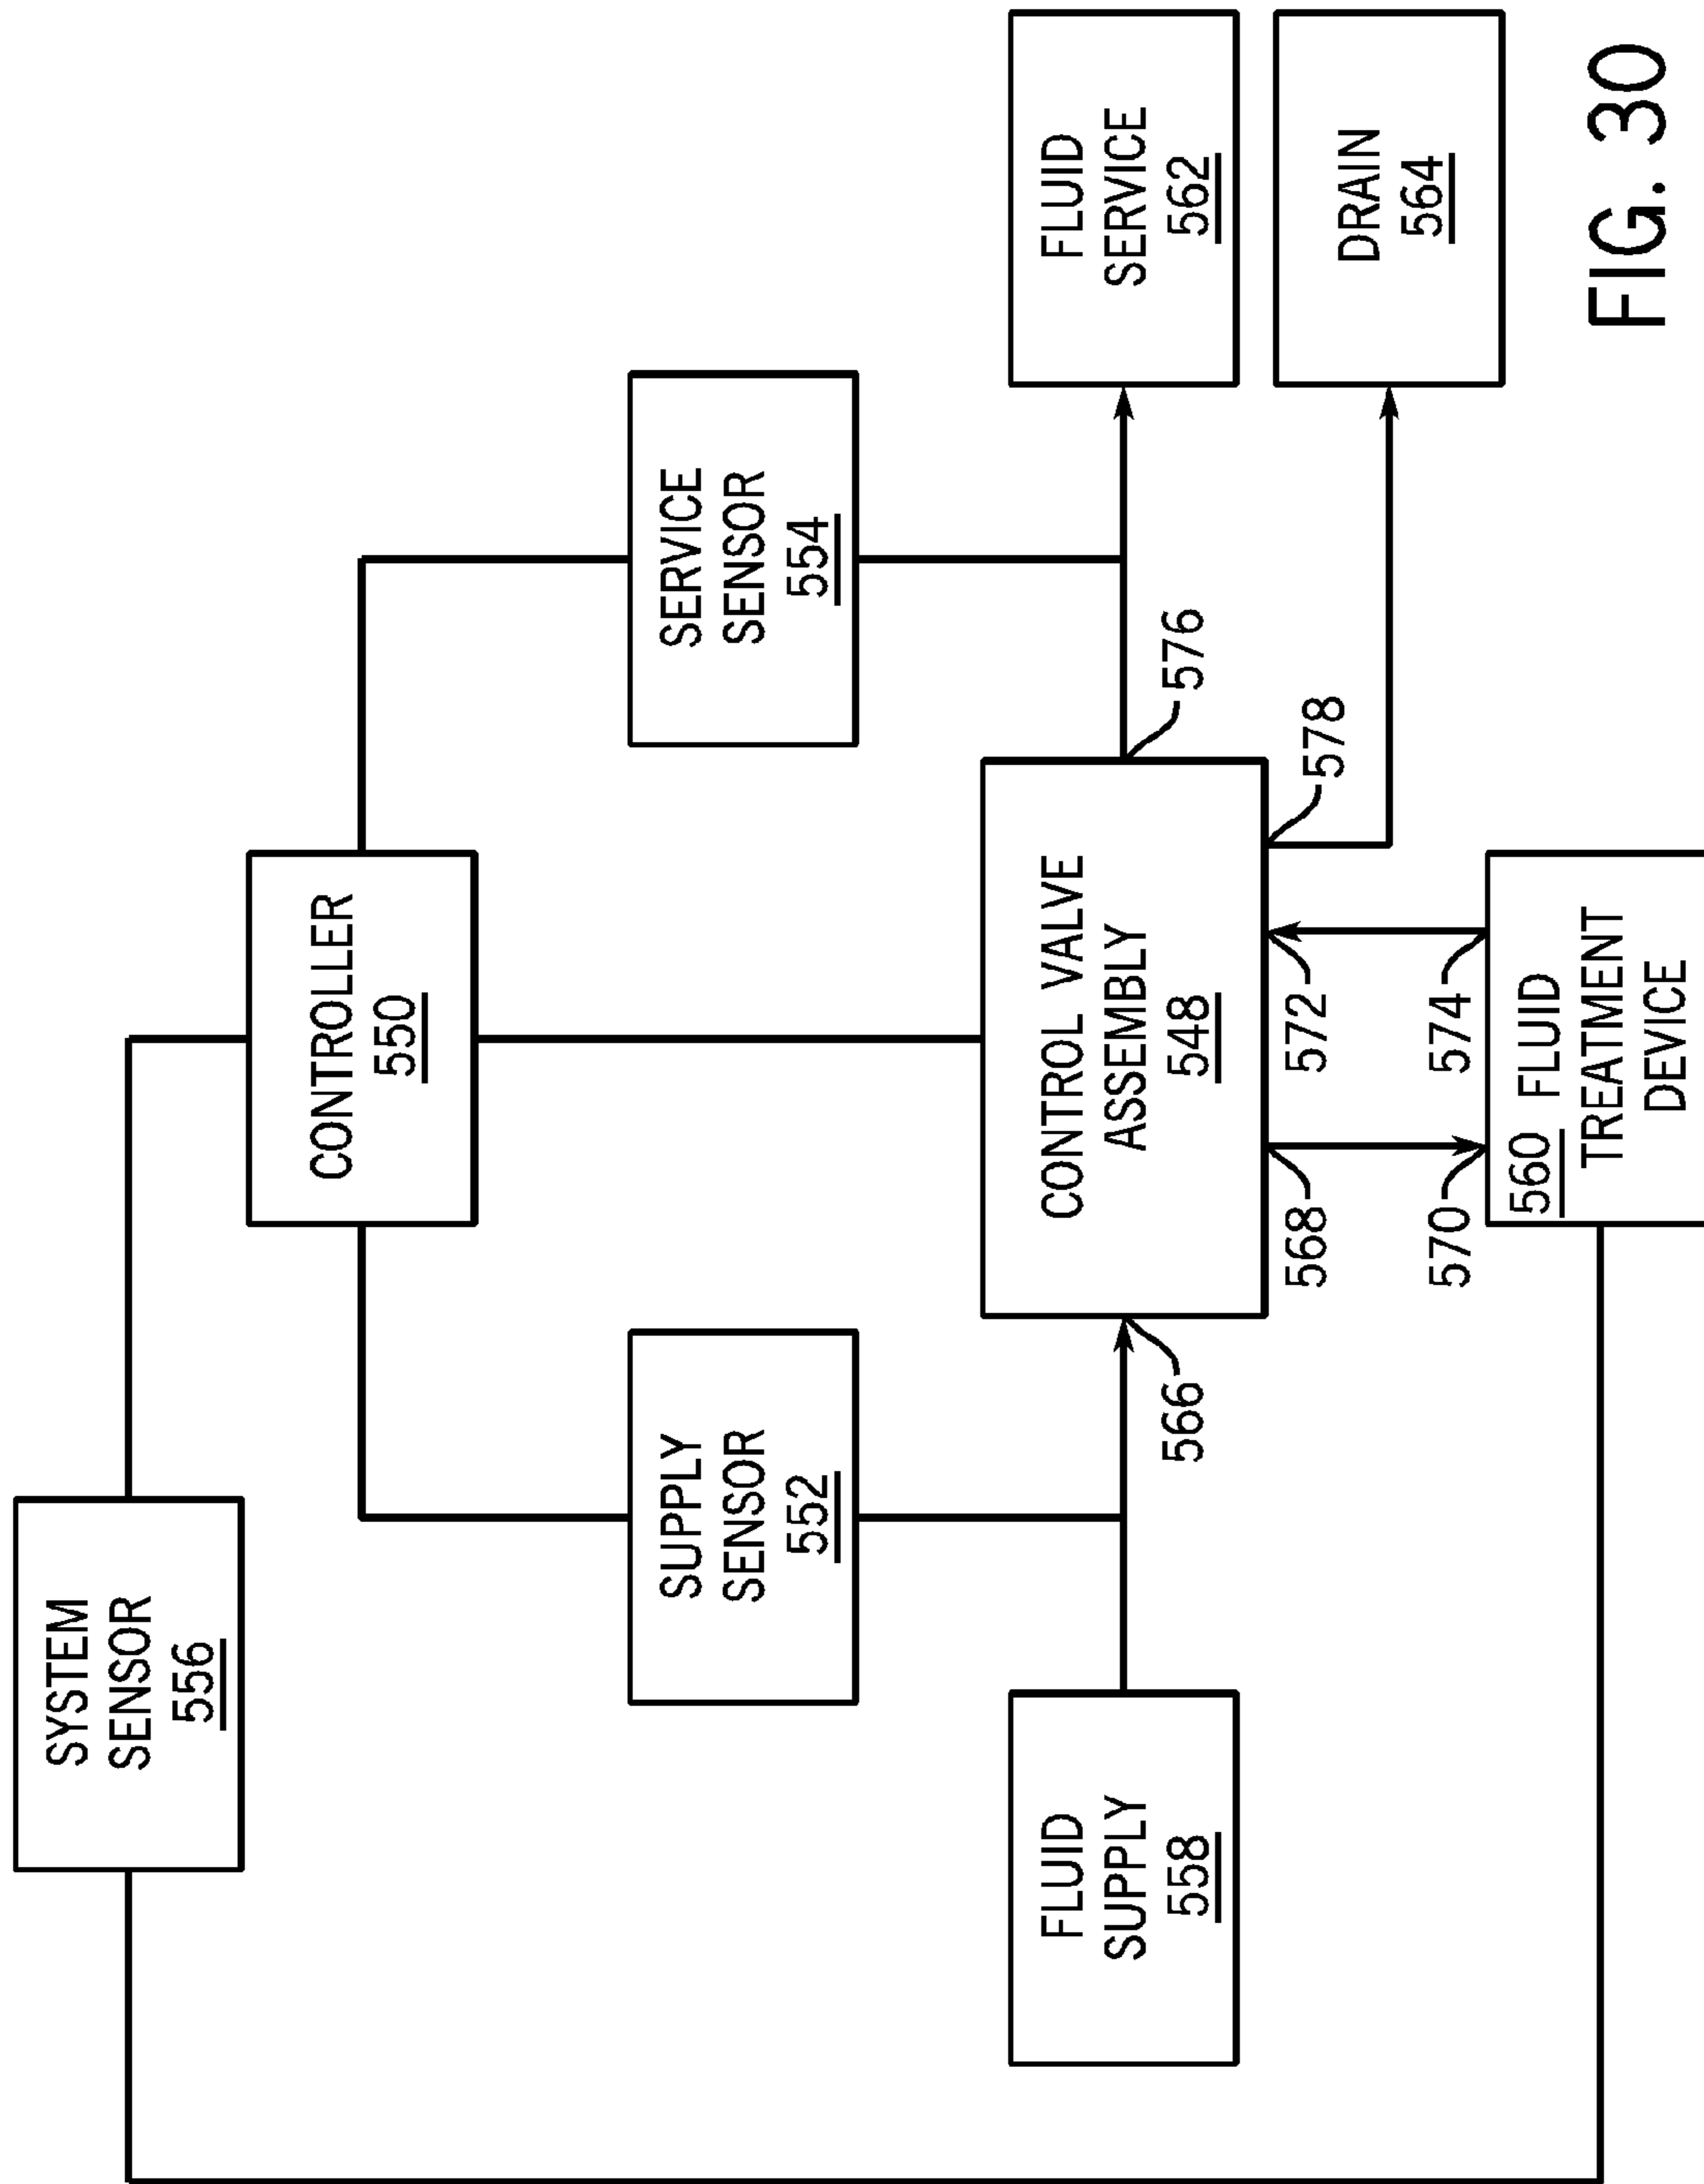 SYSTEM
SENSOR
556
CONTROLLER
550
SUPPLY
SENSOR
552
SERVICE
SENSOR
554
FLUID
SUPPLY
558
CONTROL VALVE
ASSEMBLY
548
FLUID
SERVICE
562
566
576
568
572
578
DRAIN
564
570
574
560 FLUID
TREATMENT
DEVICE
FIG. 30